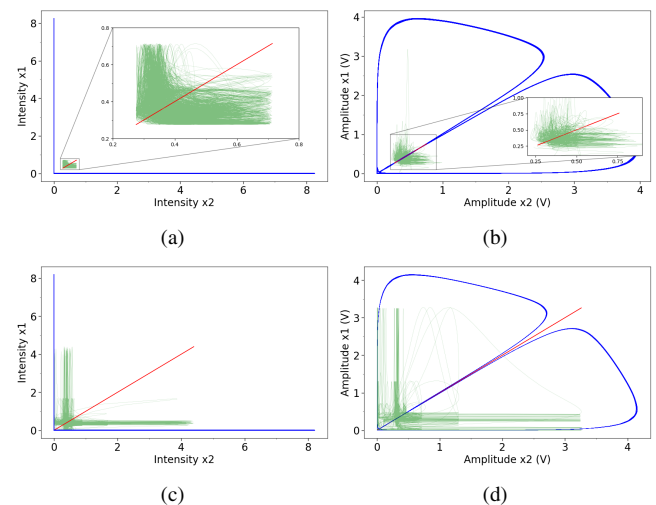 Intensity x1
8
6
4
2
0
0.8
0.6
0.4
0.2
0.2 0.4 0.6 0.8
0 2 4 6 8
Intensity x2
(a)
Amplitude x1 (V)
4
3
2
1
0
1.00
0.75
0.50
0.25
0.25 0.50 0.75
0 1 2 3 4
Amplitude x2 (V)
(b)
Intensity x1
8
6
4
2
0
0 2 4 6 8
Intensity x2
(c)
Amplitude x1 (V)
4
3
2
1
0
0 1 2 3 4
Amplitude x2 (V)
(d)